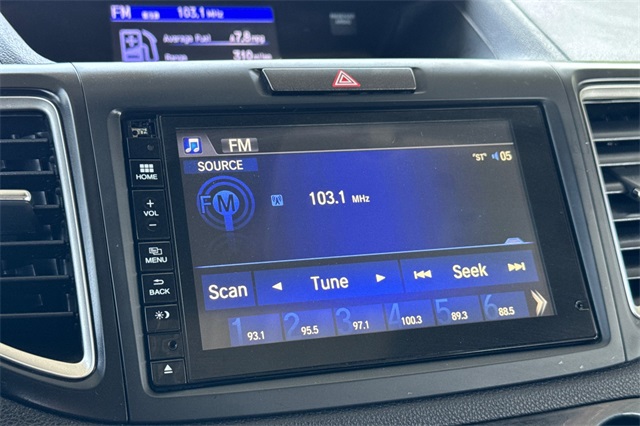 FM 103.1 MHz
Average Fuel
Range 310 miles
FM
SOURCE
"ST" 05
FM
103.1 MHz
HOME
+
VOL
-
MENU
BACK
Scan Tune Seek
1 93.1 2 95.5 3 97.1 4 100.3 5 89.3 6 88.5